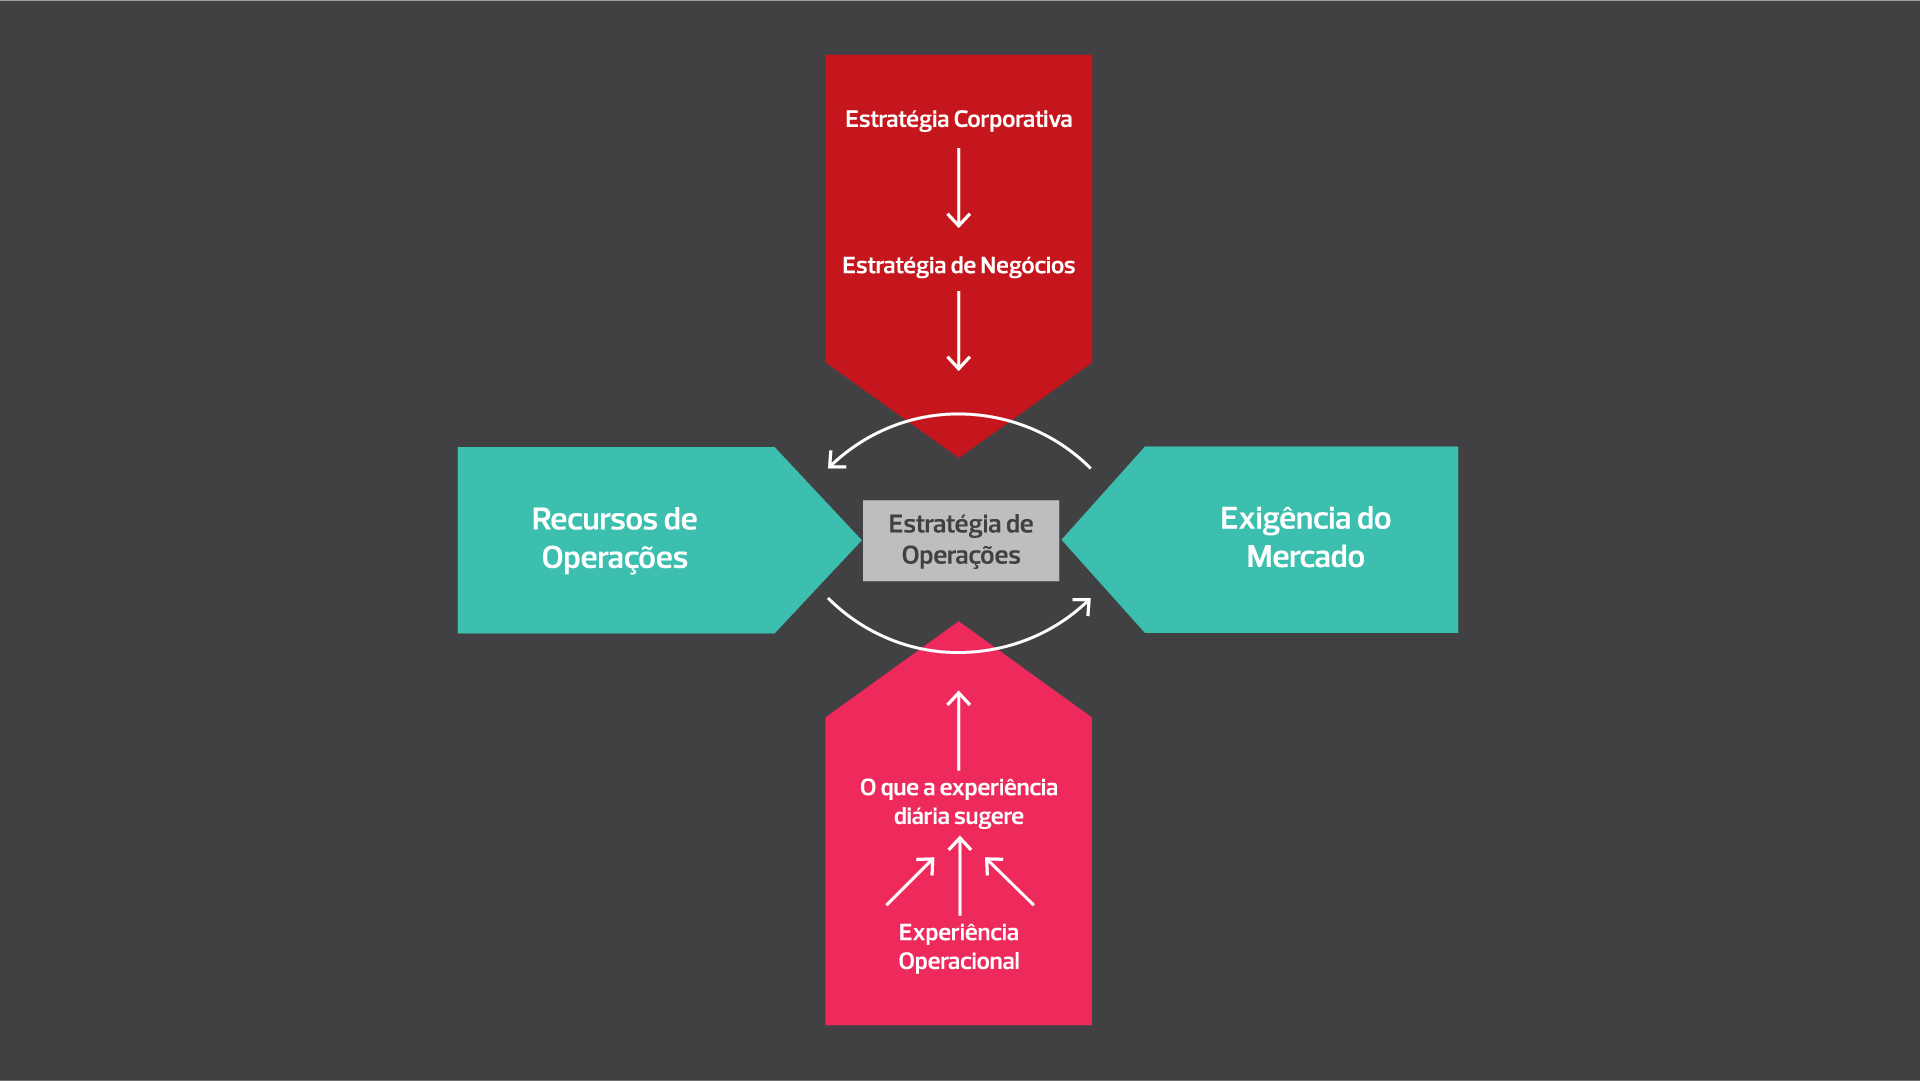 Estratégia Corporativa
Estratégia de Negócios
Recursos de
Operações
Estratégia de
Operações
Exigência do
Mercado
O que a experiência
diária sugere
Experiência
Operacional